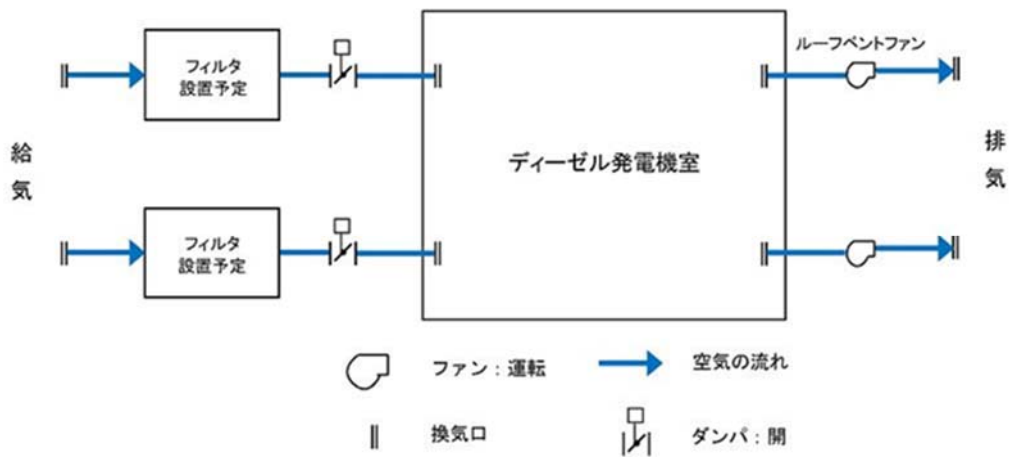 ルーフベントファン
フィルタ
設置予定
給気
ディーゼル発電機室
排気
フィルタ
設置予定
ファン：運転
空気の流れ
換気口
ダンパ：開